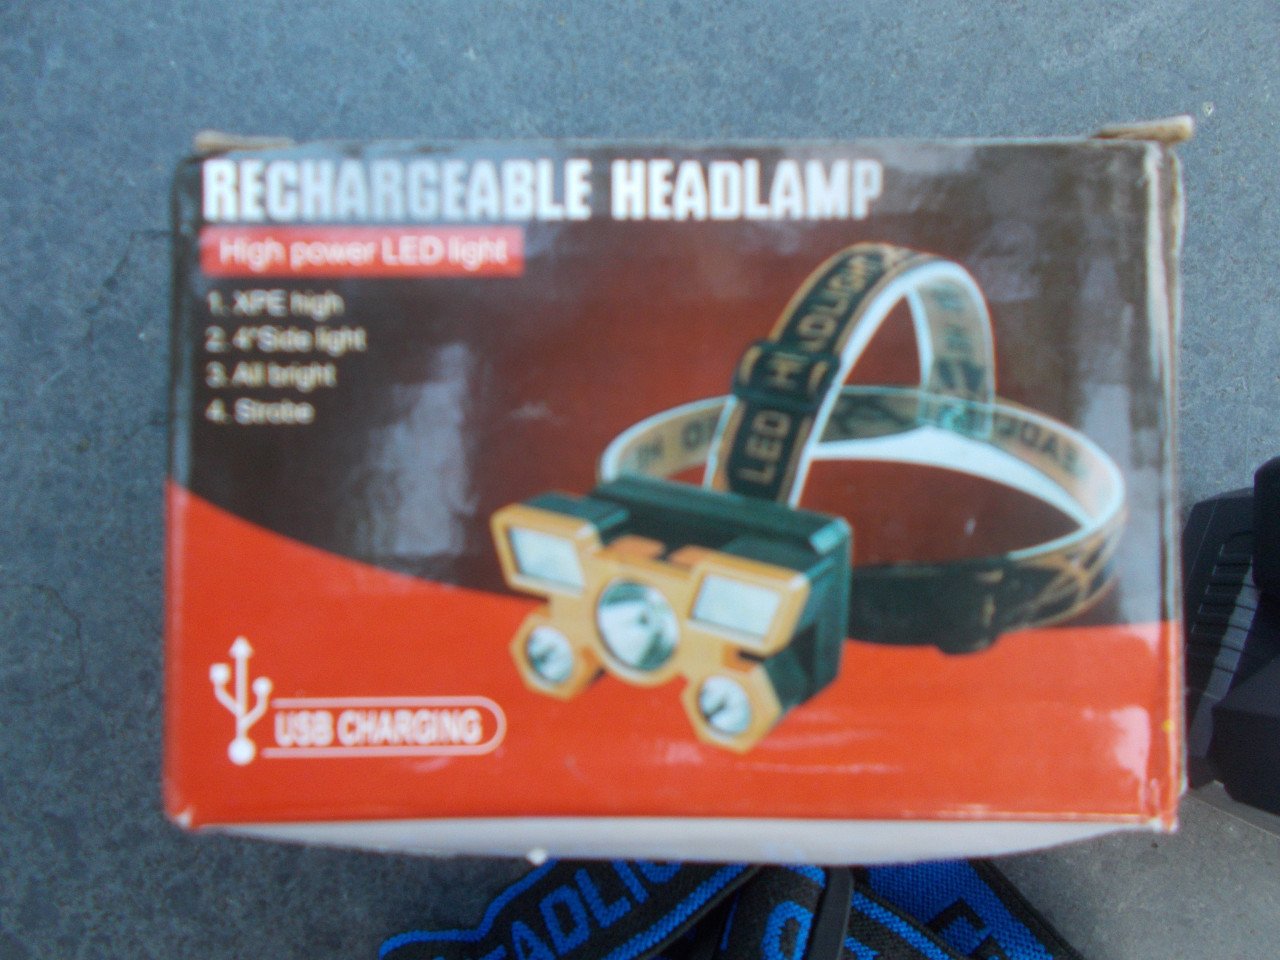 RECHARGEABLE HEADLAMP
High power LED light
1. XPE high
2. 4"Side light
3. All bright
4. Strobe
LED HEADLIGHT
USB CHARGING